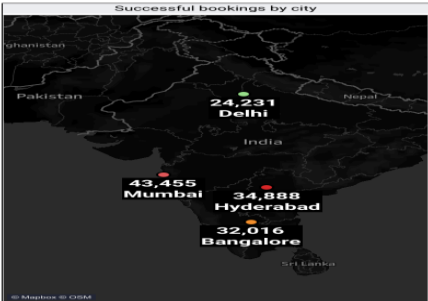 Successful bookings by city
ghanistan
Pakistan
24,231
Delhi
Nepal
India
43,455
Mumbai
34,888
Hyderabad
32,016
Bangalore
Sri Lanka
© Mapbox © OSM